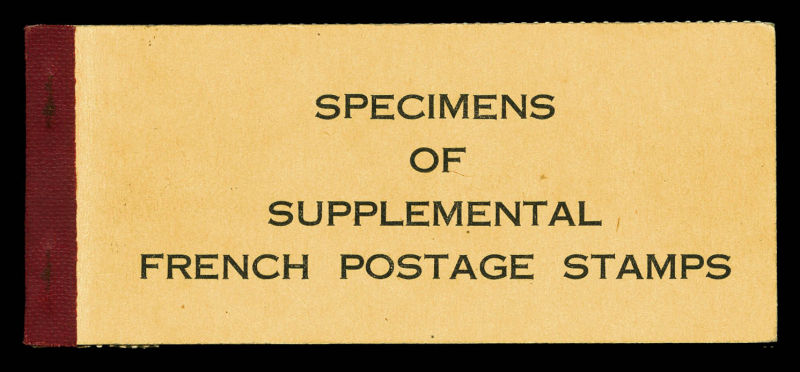 SPECIMENS
OF
SUPPLEMENTAL
FRENCH POSTAGE STAMPS